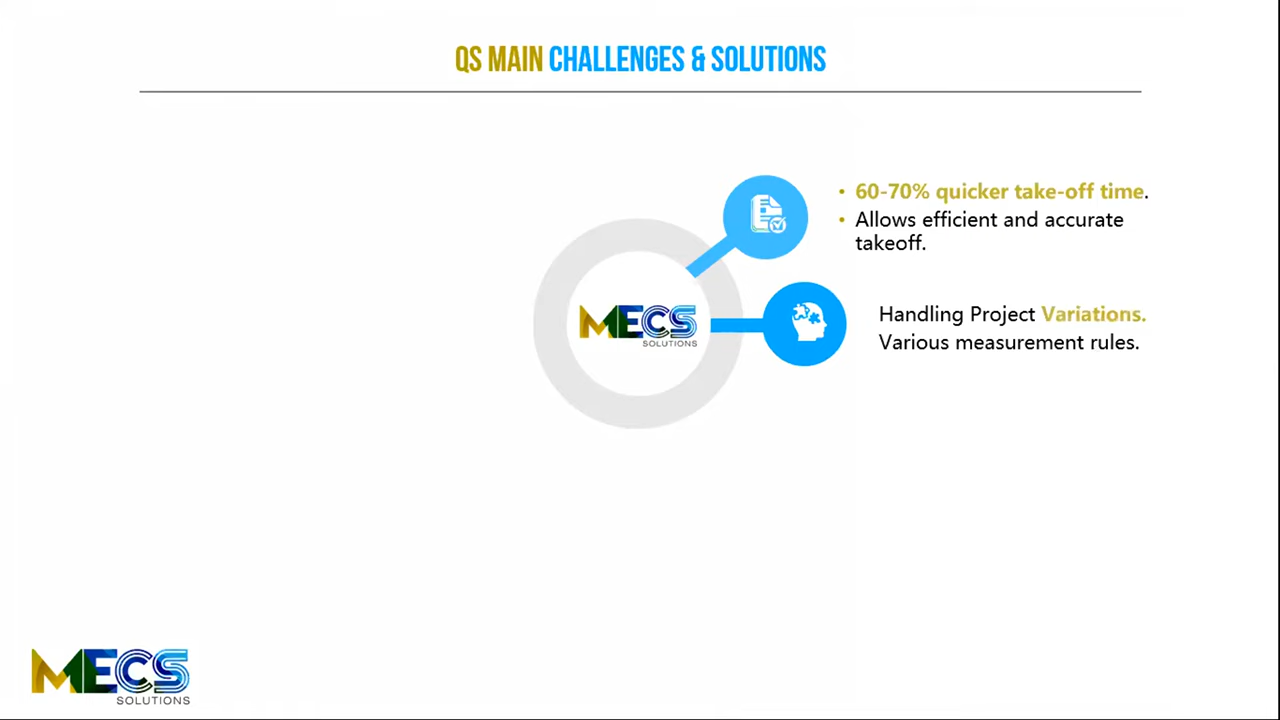 QS MAIN CHALLENGES & SOLUTIONS
• 60-70% quicker take-off time.
• Allows efficient and accurate
takeoff.
MECS
SOLUTIONS
Handling Project Variations.
Various measurement rules.
MECS
SOLUTIONS